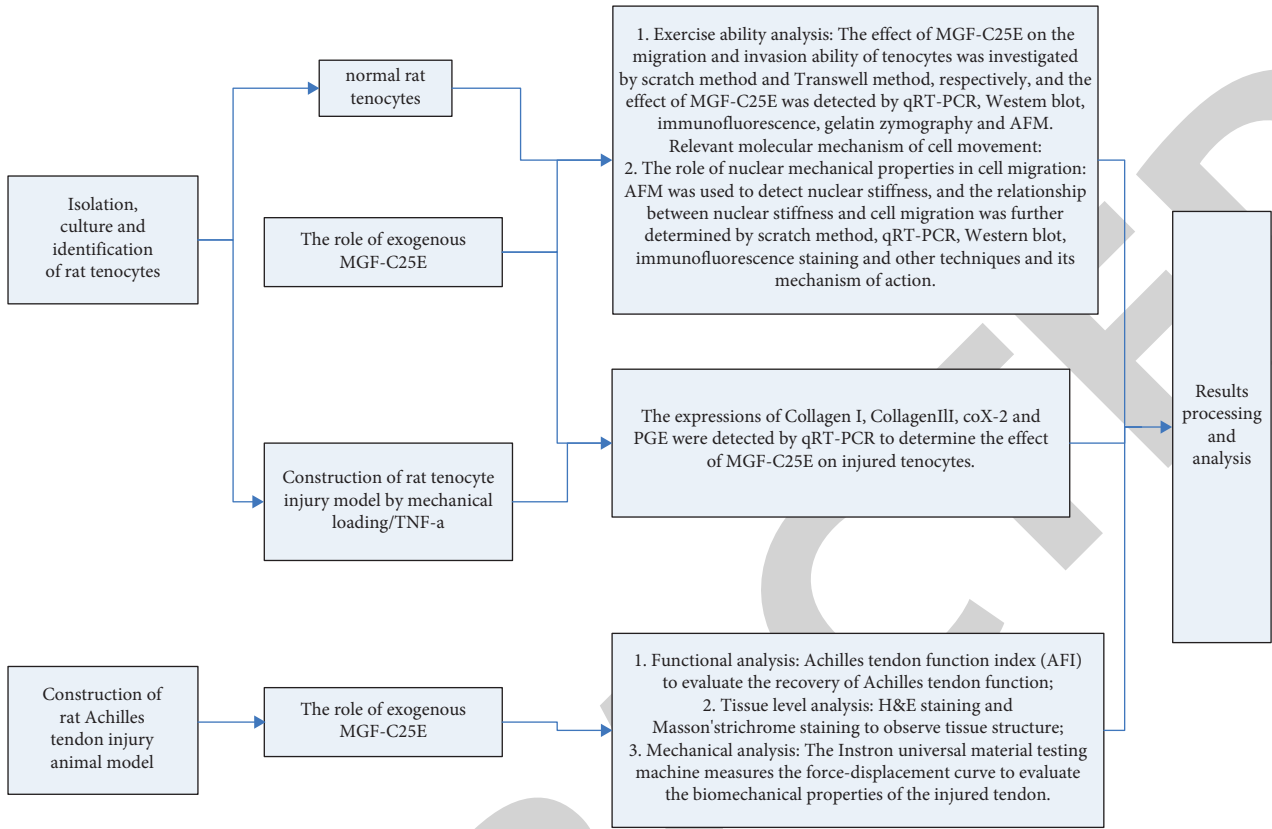 normal rat
tenocytes
Isolation,
culture and
identification
of rat tenocytes
The role of exogenous
MGF-C25E
Construction of rat tenocyte
injury model by mechanical
loading/TNF-a
1. Exercise ability analysis: The effect of MGF-C25E on the
migration and invasion ability of tenocytes was investigated
by scratch method and Transwell method, respectively, and the
effect of MGF-C25E was detected by qRT-PCR, Westem blot,
immunofluorescence, gelatin zymography and AFM.
Relevant molecular mechanism of cell movement:
2. The role of nuclear mechanical properties in cell migration:
AFM was used to detect nuclear stiffness, and the relationship
between nuclear stiffness and cell migration was further
determined by scratch method, qRT-PCR, Western blot,
immunofluorescence staining and other techniques and its
mechanism of action.
The expressions of Collagen I, CollagenIlI, coX-2 and
PGE were detected by qRT-PCR to determine the effect
of MGF-C25E on injured tenocytes.
Construction of
rat Achilles
tendon injury
animal model
The role of exogenous
MGF-C25E
1. Functional analysis: Achilles tendon function index (AFI)
to evaluate the recovery of Achilles tendon function;
2. Tissue level analysis: H&E staining and
Masson'strichrome staining to observe tissue structure;
3. Mechanical analysis: The Instron universal material testing
machine measures the force-displacement curve to evaluate
the biomechanical properties of the injured tendon.
Results
processing
and
analysis